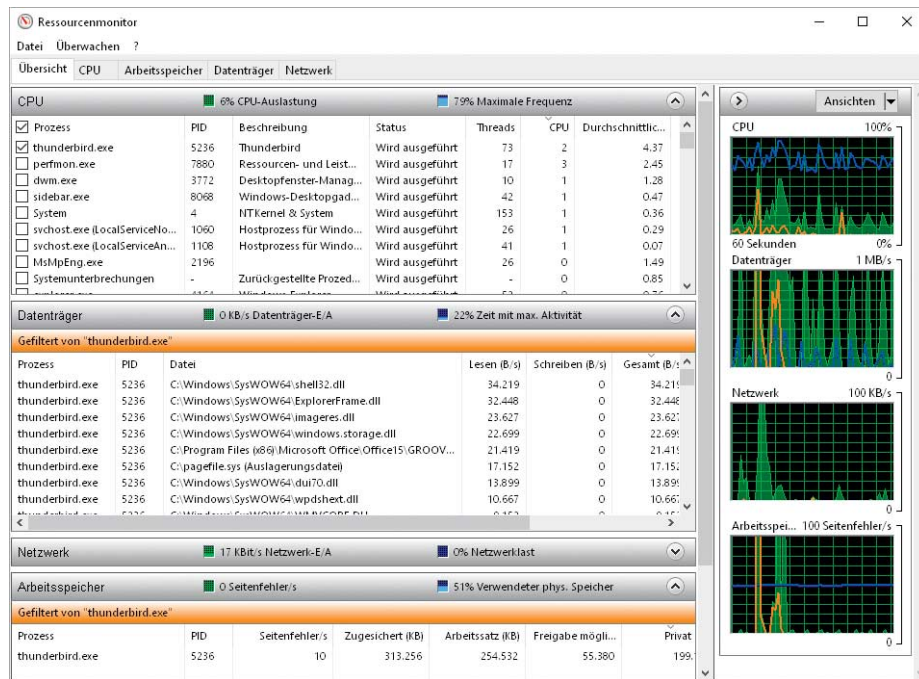 Ressourcenmonitor
Datei Überwachen ?
Übersicht CPU Arbeitsspeicher Datenträger Netzwerk
CPU 6% CPU-Auslastung 79% Maximale Frequenz
Prozess PID Beschreibung Status Threads CPU Durchschnittlic...
thunderbird.exe 5236 Thunderbird Wird ausgeführt 73 2 4.37
perfmon.exe 7880 Ressourcen- und Leist... Wird ausgeführt 17 3 2.45
dwm.exe 3772 Desktopfenster-Manag... Wird ausgeführt 10 1 1.28
sidebar.exe 8068 Windows-Desktopgad... Wird ausgeführt 42 1 0.47
System 4 NT Kernel & System Wird ausgeführt 153 1 0.36
svchost.exe (LocalServiceNo... 1060 Hostprozess für Windo... Wird ausgeführt 26 1 0.29
svchost.exe (LocalServiceAn... 1108 Hostprozess für Windo... Wird ausgeführt 41 1 0.07
MsMpEng.exe 2196 Wird ausgeführt 26 0 1.49
Systemunterbrechungen - Zurückgestellte Prozed... Wird ausgeführt - 0 0.85
Datenträger 0 KB/s Datenträger-E/A 22% Zeit mit max. Aktivität
Gefiltert von "thunderbird.exe"
Prozess PID Datei Lesen (B/s) Schreiben (B/s) Gesamt (B/s
thunderbird.exe 5236 C:\Windows\SysWOW64\shell32.dll 34.219 0 34.219
thunderbird.exe 5236 C:\Windows\SysWOW64\ExplorerFrame.dll 32.448 0 32.448
thunderbird.exe 5236 C:\Windows\SysWOW64\imageres.dll 23.627 0 23.627
thunderbird.exe 5236 C:\Windows\SysWOW64\windows.storage.dll 22.699 0 22.699
thunderbird.exe 5236 C:\Program Files (x86)\Microsoft Office\Office15\GROOV... 21.419 0 21.419
thunderbird.exe 5236 C:\pagefile.sys (Auslagerungsdatei) 17.152 0 17.152
thunderbird.exe 5236 C:\Windows\SysWOW64\dui70.dll 13.899 0 13.899
thunderbird.exe 5236 C:\Windows\SysWOW64\wpdshext.dll 10.667 0 10.667
Netzwerk 17 KBit/s Netzwerk-E/A 0% Netzwerklast
Arbeitsspeicher 0 Seitenfehler/s 51% Verwendeter phys. Speicher
Gefiltert von "thunderbird.exe"
Prozess PID Seitenfehler/s Zugesichert (KB) Arbeitssatz (KB) Freigabe mögli... Privat
thunderbird.exe 5236 10 313.256 254.532 55.380 199.
Ansichten
CPU 100%
60 Sekunden 0%
Datenträger 1 MB/s
0
Netzwerk 100 KB/s
0
Arbeitsspei... 100 Seitenfehler/s
0